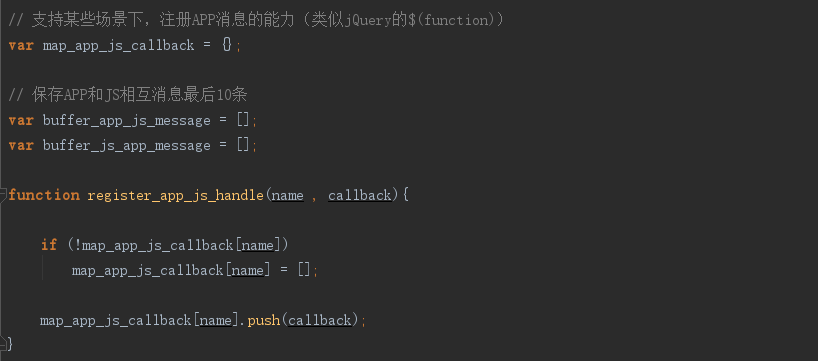 // 支持某些场景下，注册APP消息的能力（类似jQuery的$(function)）
var map_app_js_callback = {};
// 保存APP和JS相互消息最后10条
var buffer_app_js_message = [];
var buffer_js_app_message = [];
function register_app_js_handle(name , callback){
if (!map_app_js_callback[name])
map_app_js_callback[name] = [];
map_app_js_callback[name].push(callback);
}